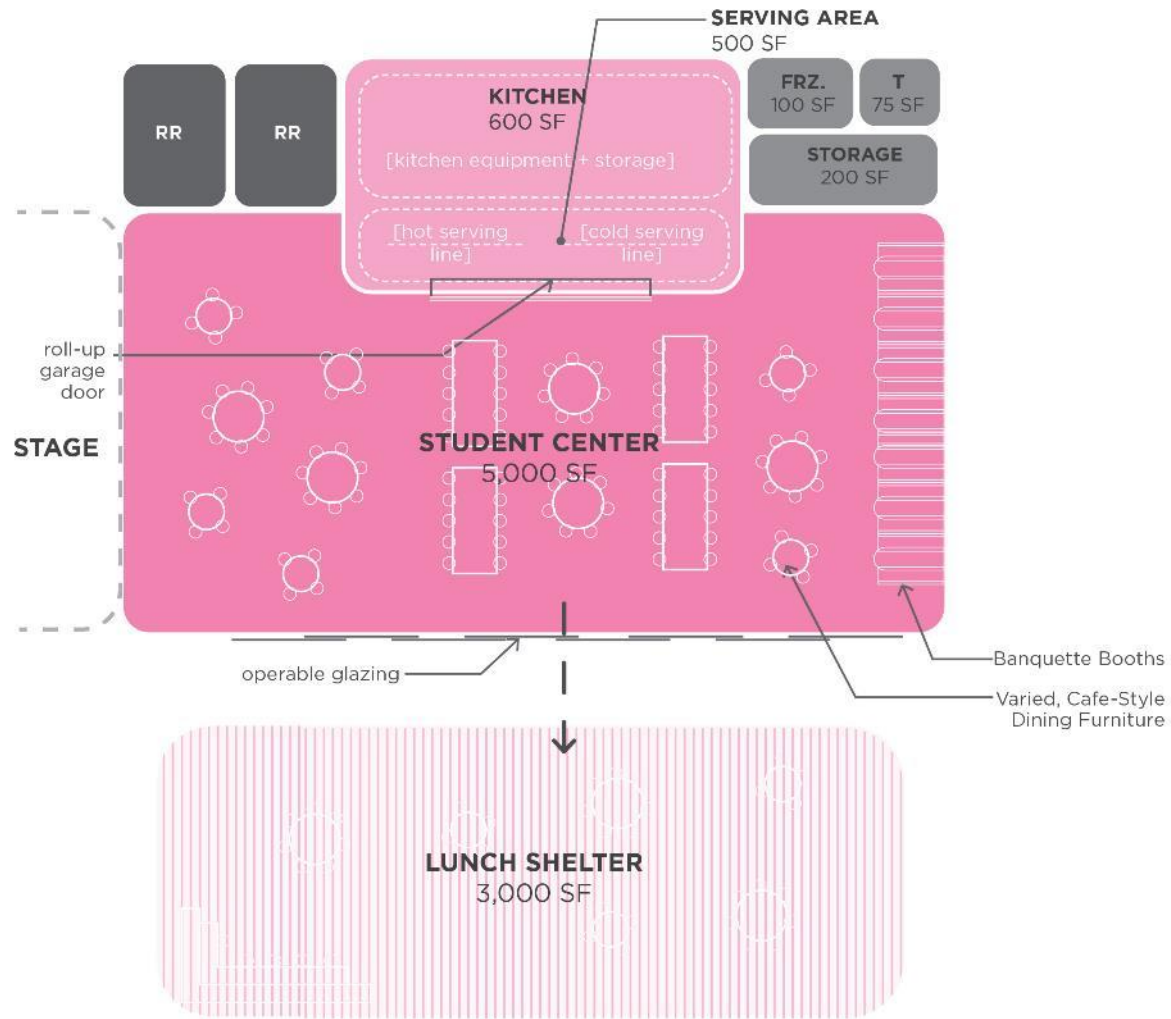 SERVING AREA
500 SF
RR
RR
KITCHEN
600 SF
[kitchen equipment + storage]
FRZ.
100 SF
T
75 SF
STORAGE
200 SF
[hot serving
line]
[cold serving
line]
roll-up
garage
door
STAGE
STUDENT CENTER
5,000 SF
operable glazing
Banquette Booths
Varied, Cafe-Style
Dining Furniture
LUNCH SHELTER
3,000 SF